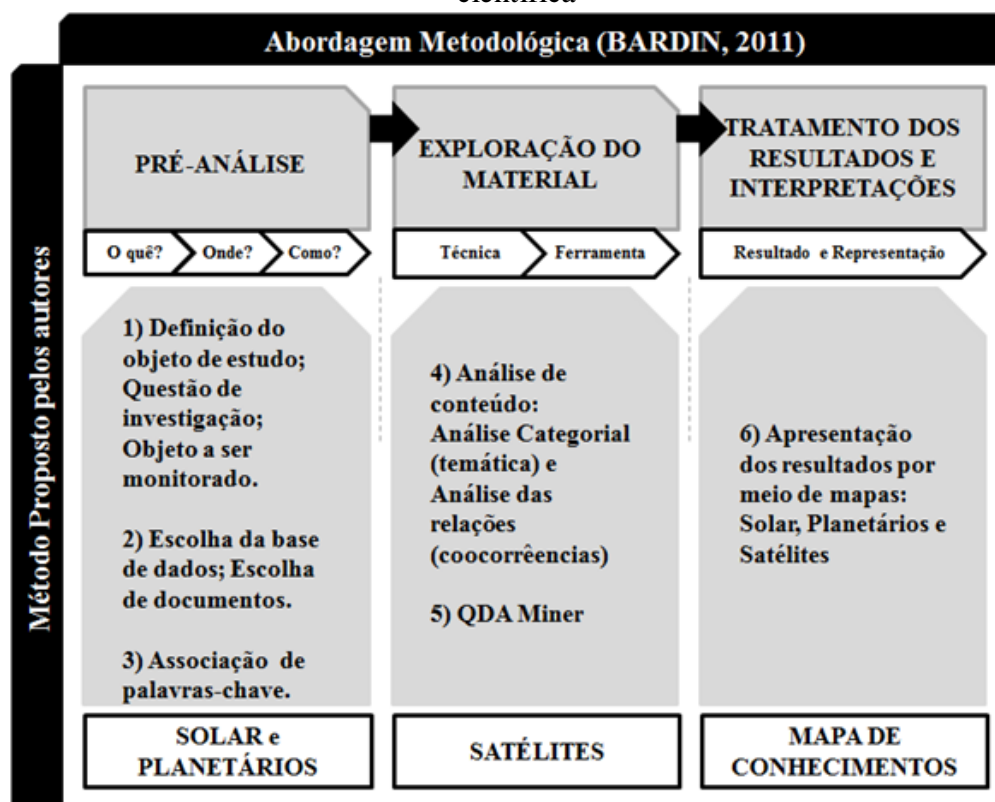 científica
Abordagem Metodológica (BARDIN, 2011)
Método Proposto pelos autores
PRÉ-ANÁLISE
O quê?
Onde?
Como?
1) Definição do
objeto de estudo;
Questão de
investigação;
Objeto a ser
monitorado.
2) Escolha da base
de dados; Escolha
de documentos.
3) Associação de
palavras-chave.
SOLAR e
PLANETÁRIOS
EXPLORAÇÃO DO
MATERIAL
Técnica
Ferramenta
4) Análise de
conteúdo:
Análise Categorial
(temática) e
Análise das
relações
(coocorrêencias)
5) QDA Miner
SATÉLITES
TRATAMENTO DOS
RESULTADOS E
INTERPRETAÇÕES
Resultado e Representação
6) Apresentação
dos resultados por
meio de mapas:
Solar, Planetários e
Satélites
MAPA DE
CONHECIMENTOS